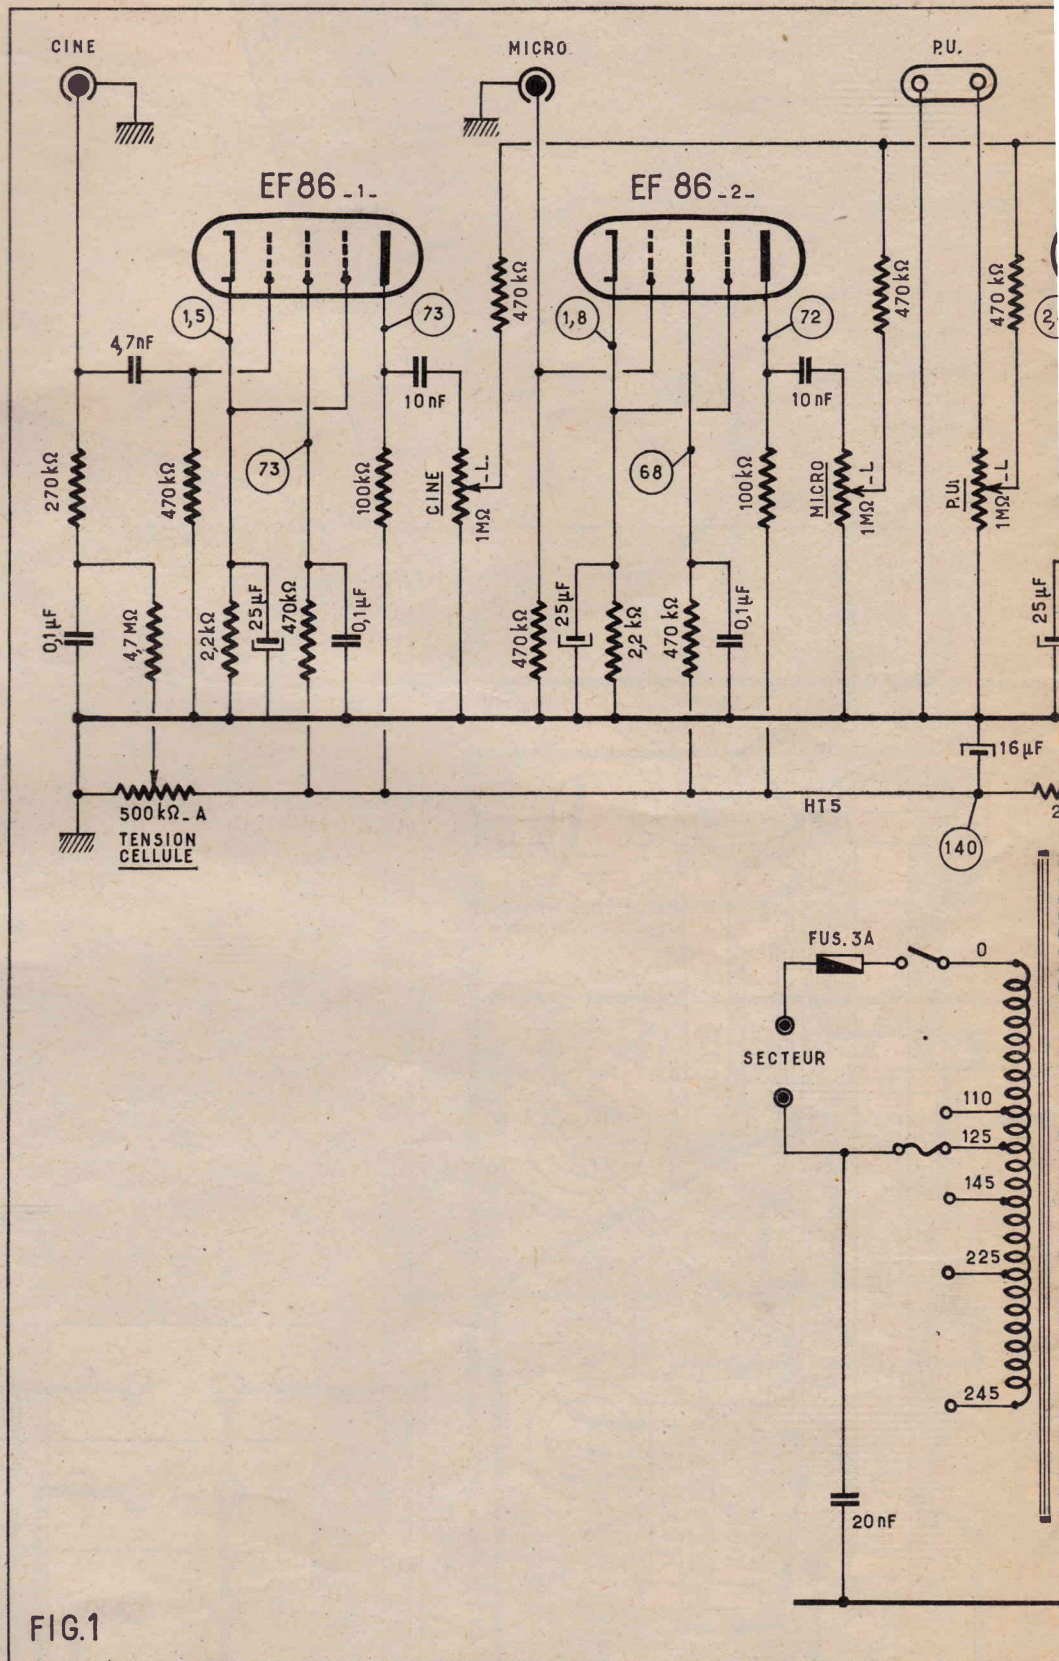 CINE
MICRO
P.U.
EF86-1-
EF 86-2-
470kΩ
470kΩ
470kΩ
1,5
73
1,8
72
2,
4,7nF
10nF
10nF
270kΩ
470kΩ
73
100kΩ
CINE
1MΩ-L-
68
100kΩ
MICRO
1MΩ-L
P.U.
1MΩ-L
0,1µF
4,7MΩ
2,2kΩ
25µF
470kΩ
0,1µF
470kΩ
25µF
2,2kΩ
470kΩ
0,1µF
25µF
16µF
500kΩ-A
HT5
2
TENSION
CELLULE
140
FUS.3A
0
SECTEUR
110
125
145
225
245
20nF
FIG.1